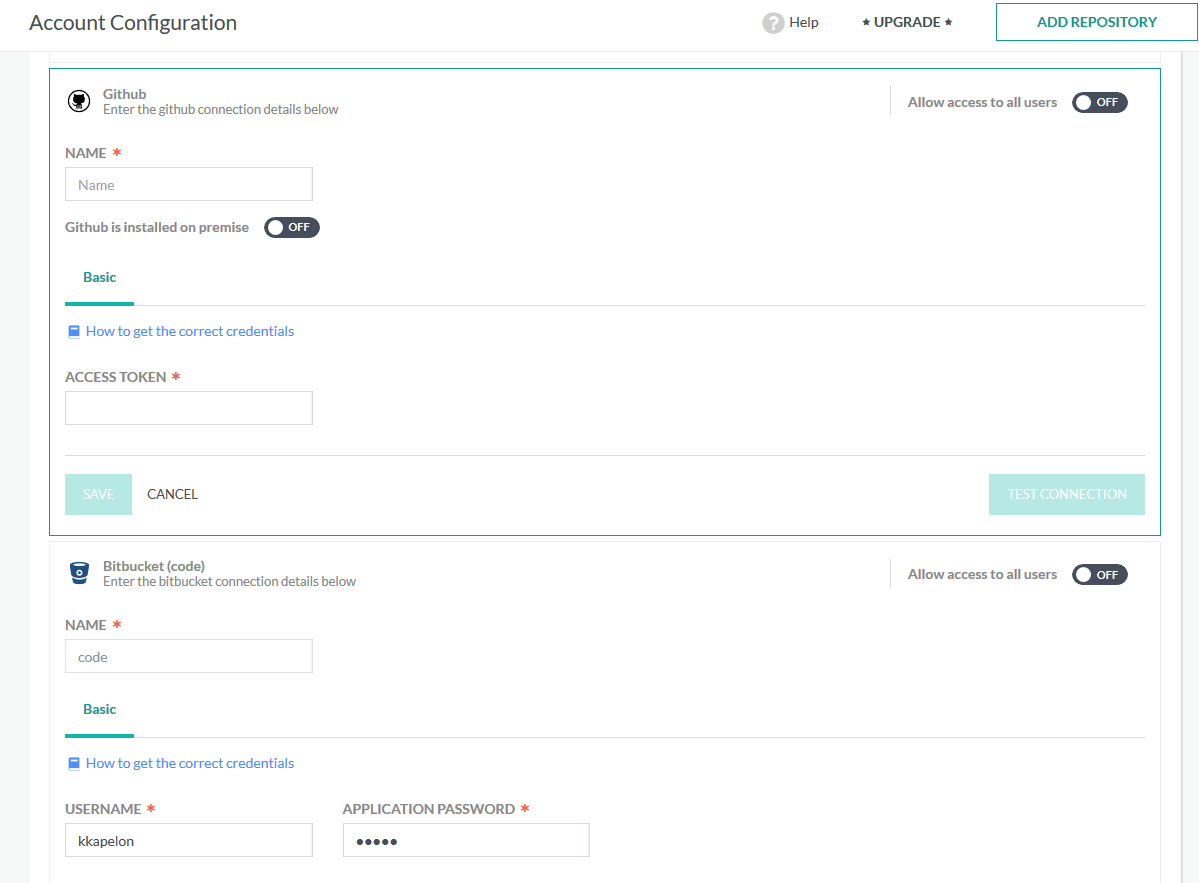 Account Configuration
? Help
★ UPGRADE ★
ADD REPOSITORY
Github
Enter the github connection details below
Allow access to all users
OFF
NAME *
Name
Github is installed on premise
OFF
Basic
How to get the correct credentials
ACCESS TOKEN *
SAVE
CANCEL
TEST CONNECTION
Bitbucket (code)
Enter the bitbucket connection details below
Allow access to all users
OFF
NAME *
code
Basic
How to get the correct credentials
USERNAME *
APPLICATION PASSWORD *
kkapelon
●●●●●